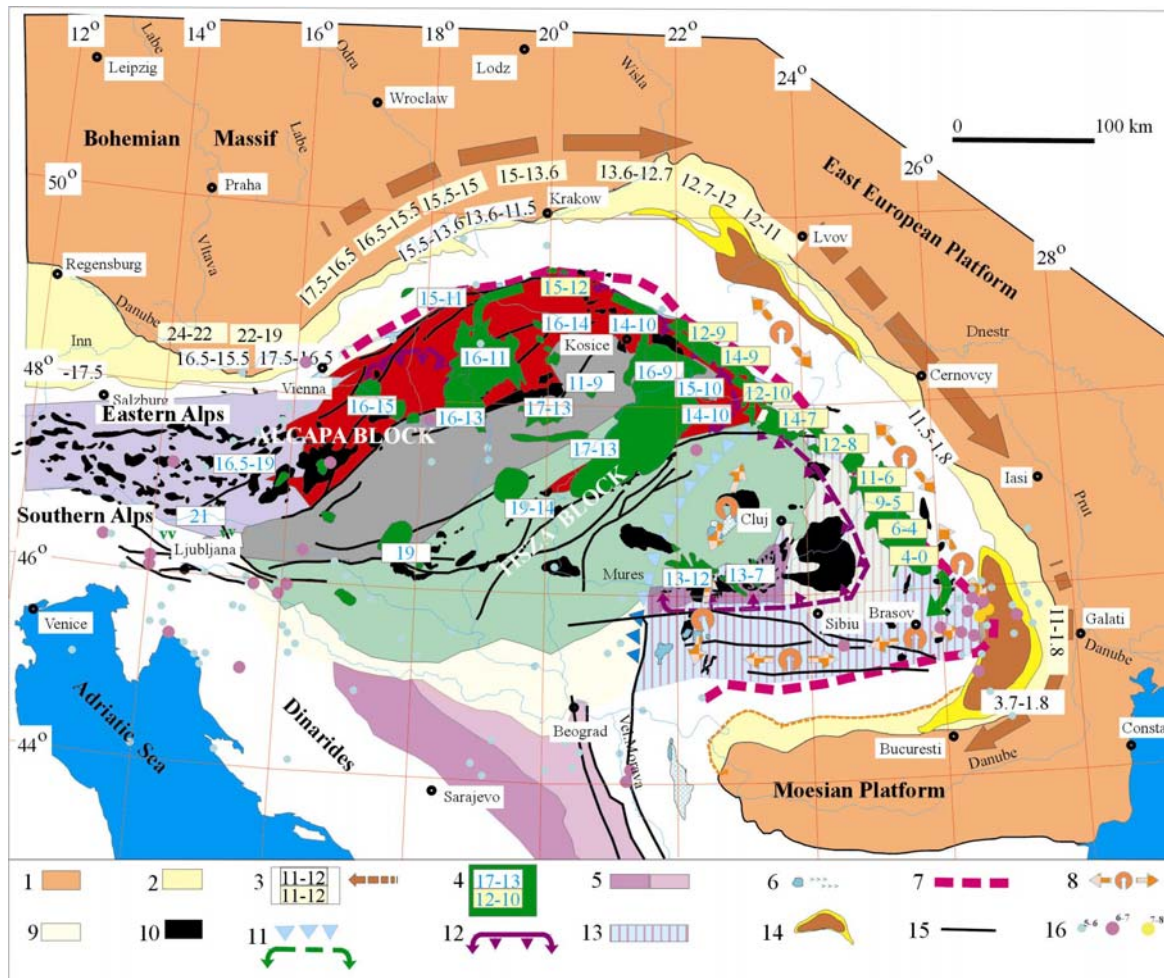 12°
14°
16°
18°
20°
22°
24°
26°
28°
50°
48°
46°
44°
Leipzig
Labe
Odra
Lodz
Wisla
Wroclaw
Labe
Bohemian Massif
0 100 km
Praha
Vltava
Krakow
East European Platform
Lvov
Regensburg
Danube
Inn
Dnestr
Cernovcy
17.5-16.5
16.5-15.5
15.5-15
15-13.6
13.6-12.7
12.7-12
12-11
15.5-13.6
13.6-11.5
24-22
22-19
16.5-15.5
17.5-16.5
-17.5
Vienna
Salzburg
Eastern Alps
ALCAPA BLOCK
TISZA BLOCK
Kosice
15-11
15-12
16-14
14-10
12-9
14-9
16-11
16-9
15-10
12-10
11-9
16-15
16-13
17-13
14-10
14-7
12-8
17-13
11-6
9-5
6-4
4-0
16.5-19
19-14
21
19
13-12
13-7
11.5-1.8
Iasi
Prut
Southern Alps
vv
Ljubljana
Cluj
Mures
Venice
Sibiu
Brasov
Galati
Danube
11-1.8
3.7-1.8
Adriatic Sea
Dinarides
Beograd
Vel.Morava
Bucuresti
Danube
Consta
Sarajevo
Moesian Platform
1
2
3 11-12
11-12
4 17-13
12-10
5
6
7
8
9
10
11
12
13
14
15
16 5-6 6-7 7-8